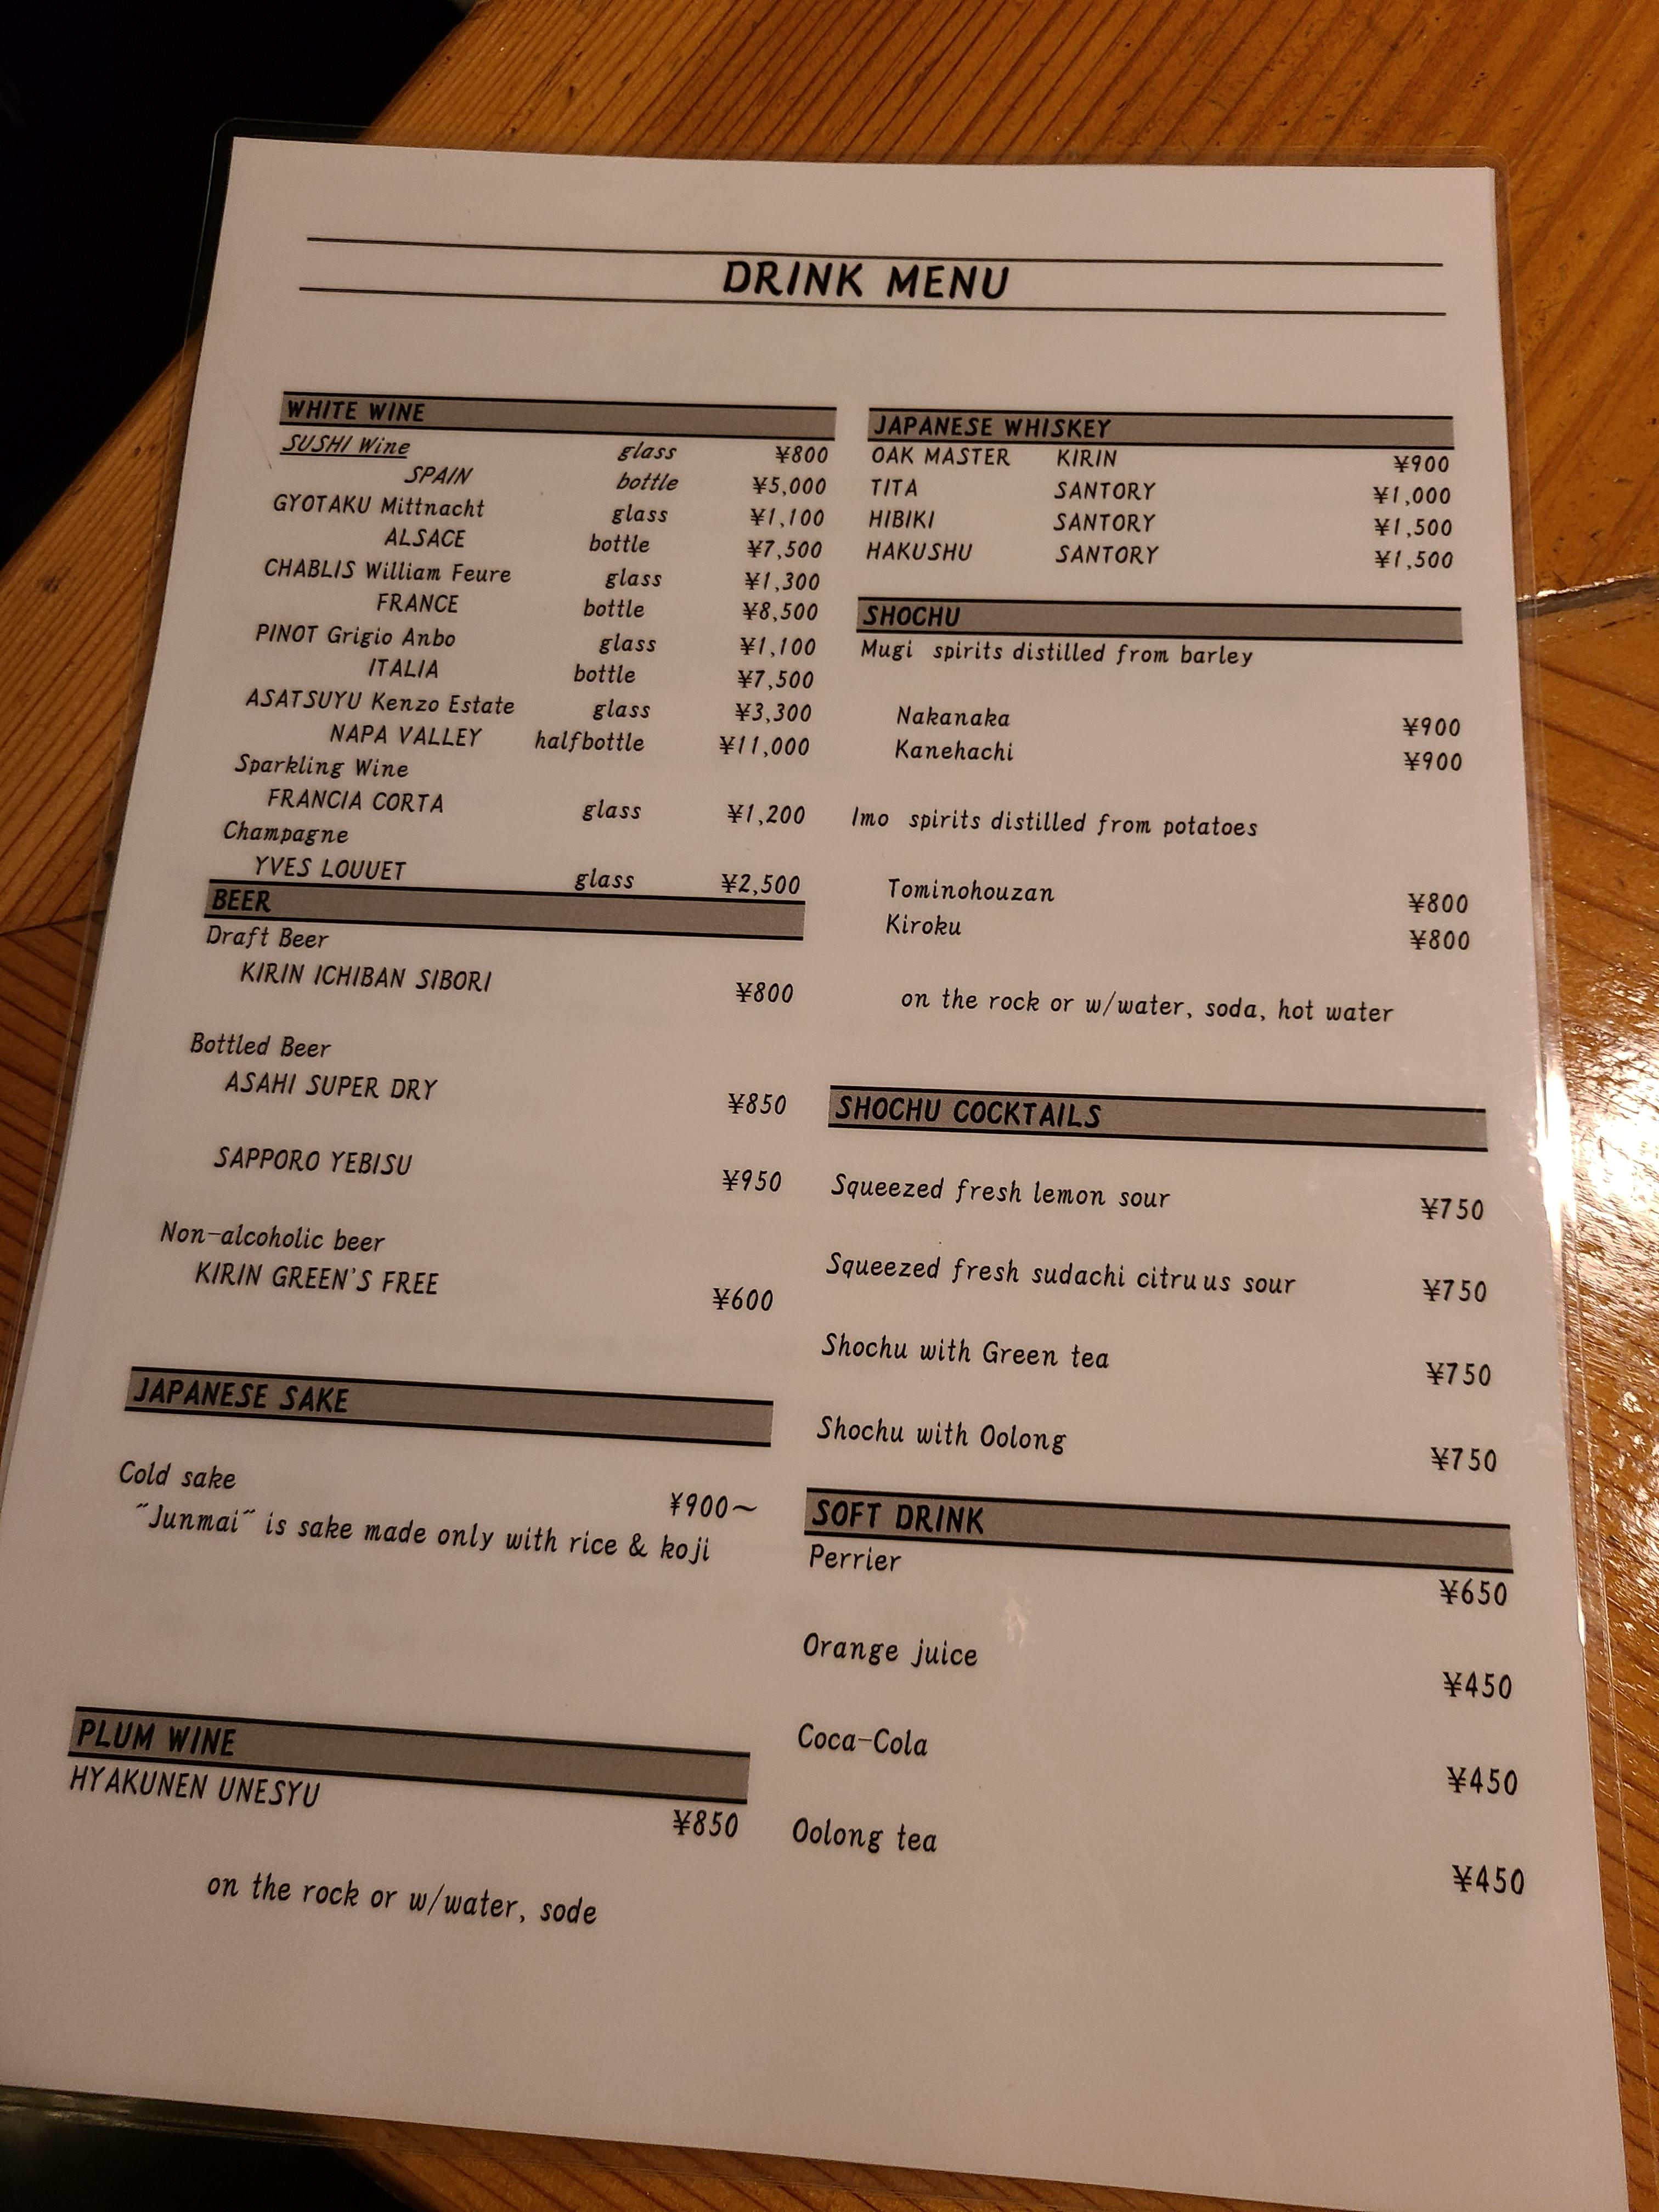 DRINK MENU
WHITE WINE
SUSHI Wine glass ¥800
SPAIN bottle ¥5,000
GYOTAKU Mittnacht glass ¥1,100
ALSACE bottle ¥7,500
CHABLIS William Feure glass ¥1,300
FRANCE bottle ¥8,500
PINOT Grigio Anbo glass ¥1,100
ITALIA bottle ¥7,500
ASATSUYU Kenzo Estate glass ¥3,300
NAPA VALLEY halfbottle ¥11,000
Sparkling Wine
FRANCIA CORTA glass ¥1,200
Champagne
YVES LOUUET glass ¥2,500
BEER
Draft Beer
KIRIN ICHIBAN SIBORI ¥800
Bottled Beer
ASAHI SUPER DRY ¥850
SAPPORO YEBISU ¥950
Non-alcoholic beer
KIRIN GREEN'S FREE ¥600
JAPANESE SAKE
Cold sake ¥900~
"Junmai" is sake made only with rice & koji
PLUM WINE
HYAKUNEN UNESYU ¥850
on the rock or w/water, sode
JAPANESE WHISKEY
OAK MASTER KIRIN ¥900
TITA SANTORY ¥1,000
HIBIKI SANTORY ¥1,500
HAKUSHU SANTORY ¥1,500
SHOCHU
Mugi spirits distilled from barley
Nakanaka ¥900
Kanehachi ¥900
Imo spirits distilled from potatoes
Tominohouzan ¥800
Kiroku ¥800
on the rock or w/water, soda, hot water
SHOCHU COCKTAILS
Squeezed fresh lemon sour ¥750
Squeezed fresh sudachi citruus sour ¥750
Shochu with Green tea ¥750
Shochu with Oolong ¥750
SOFT DRINK
Perrier ¥650
Orange juice ¥450
Coca-Cola ¥450
Oolong tea ¥450